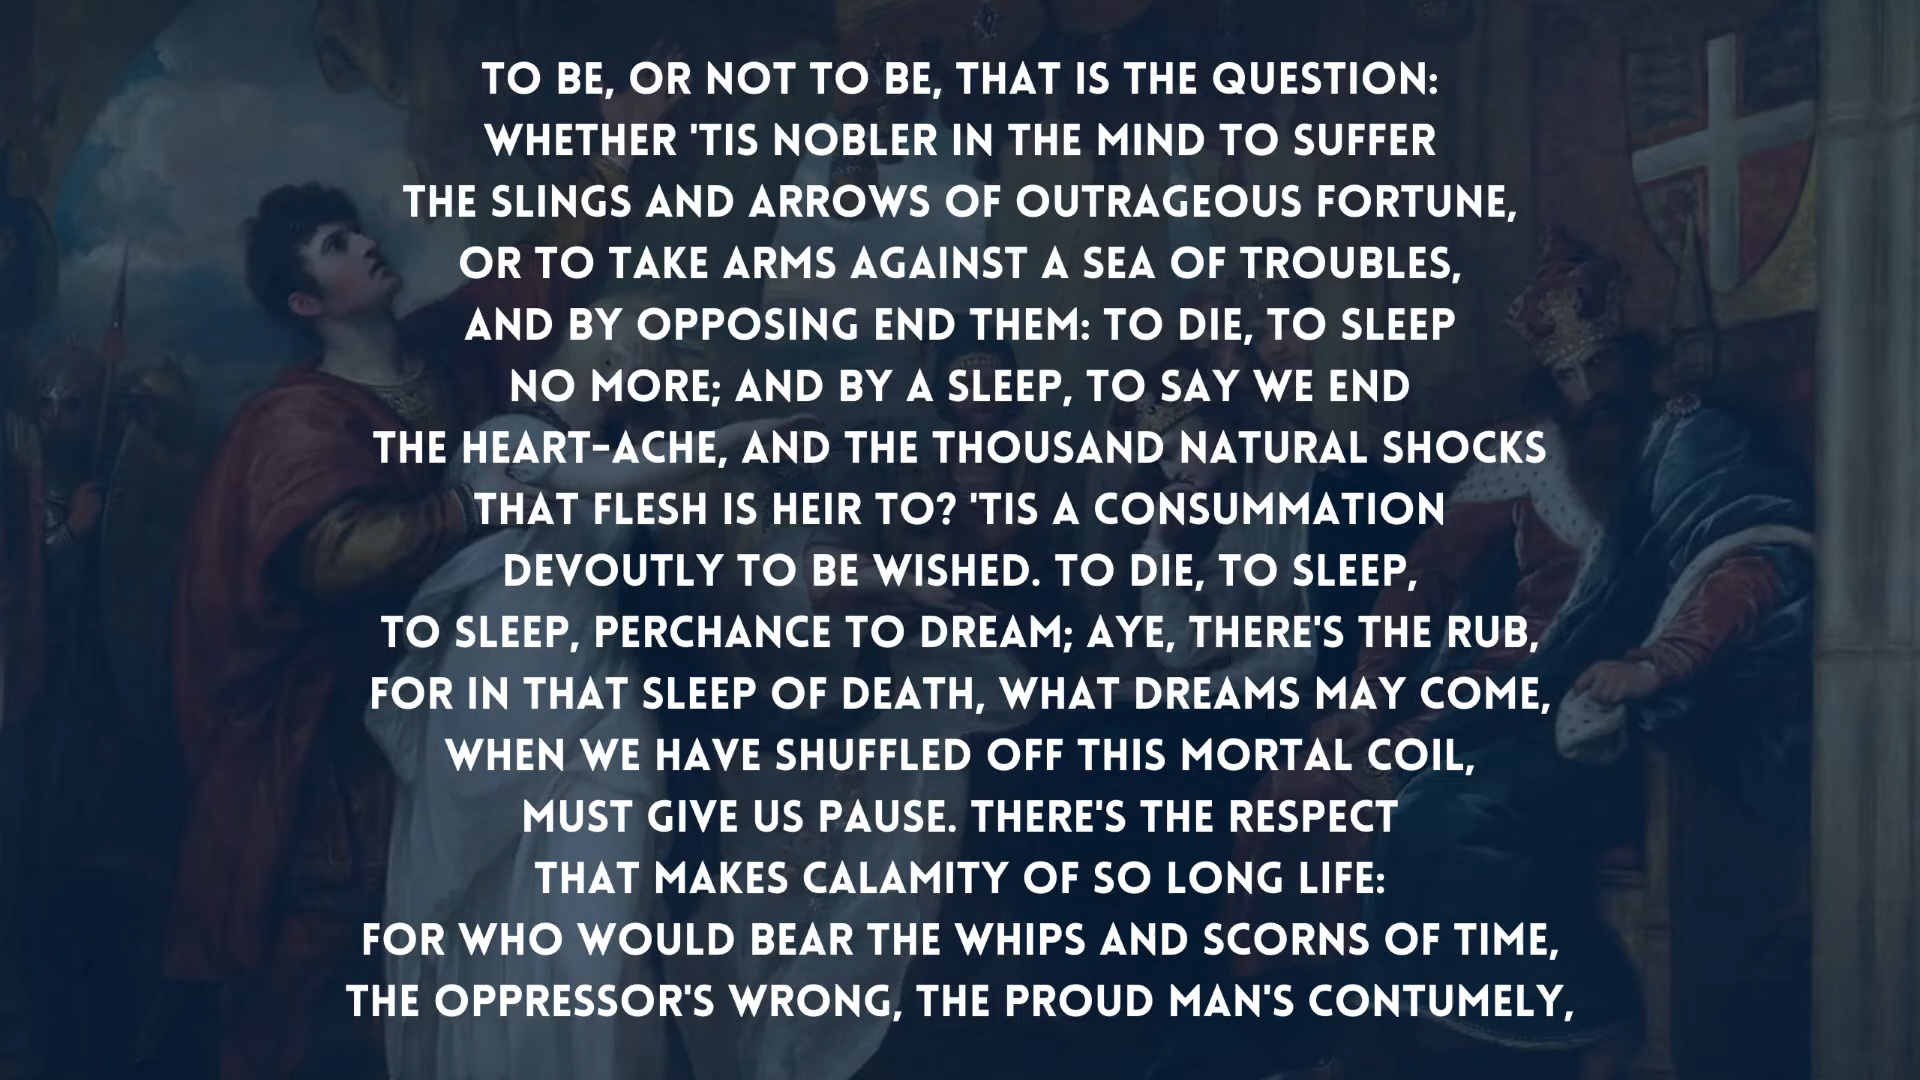 TO BE, OR NOT TO BE, THAT IS THE QUESTION:
WHETHER 'TIS NOBLER IN THE MIND TO SUFFER
THE SLINGS AND ARROWS OF OUTRAGEOUS FORTUNE,
OR TO TAKE ARMS AGAINST A SEA OF TROUBLES,
AND BY OPPOSING END THEM: TO DIE, TO SLEEP
NO MORE; AND BY A SLEEP, TO SAY WE END
THE HEART-ACHE, AND THE THOUSAND NATURAL SHOCKS
THAT FLESH IS HEIR TO? 'TIS A CONSUMMATION
DEVOUTLY TO BE WISHED. TO DIE, TO SLEEP,
TO SLEEP, PERCHANCE TO DREAM; AYE, THERE'S THE RUB,
FOR IN THAT SLEEP OF DEATH, WHAT DREAMS MAY COME,
WHEN WE HAVE SHUFFLED OFF THIS MORTAL COIL,
MUST GIVE US PAUSE. THERE'S THE RESPECT
THAT MAKES CALAMITY OF SO LONG LIFE:
FOR WHO WOULD BEAR THE WHIPS AND SCORNS OF TIME,
THE OPPRESSOR'S WRONG, THE PROUD MAN'S CONTUMELY,